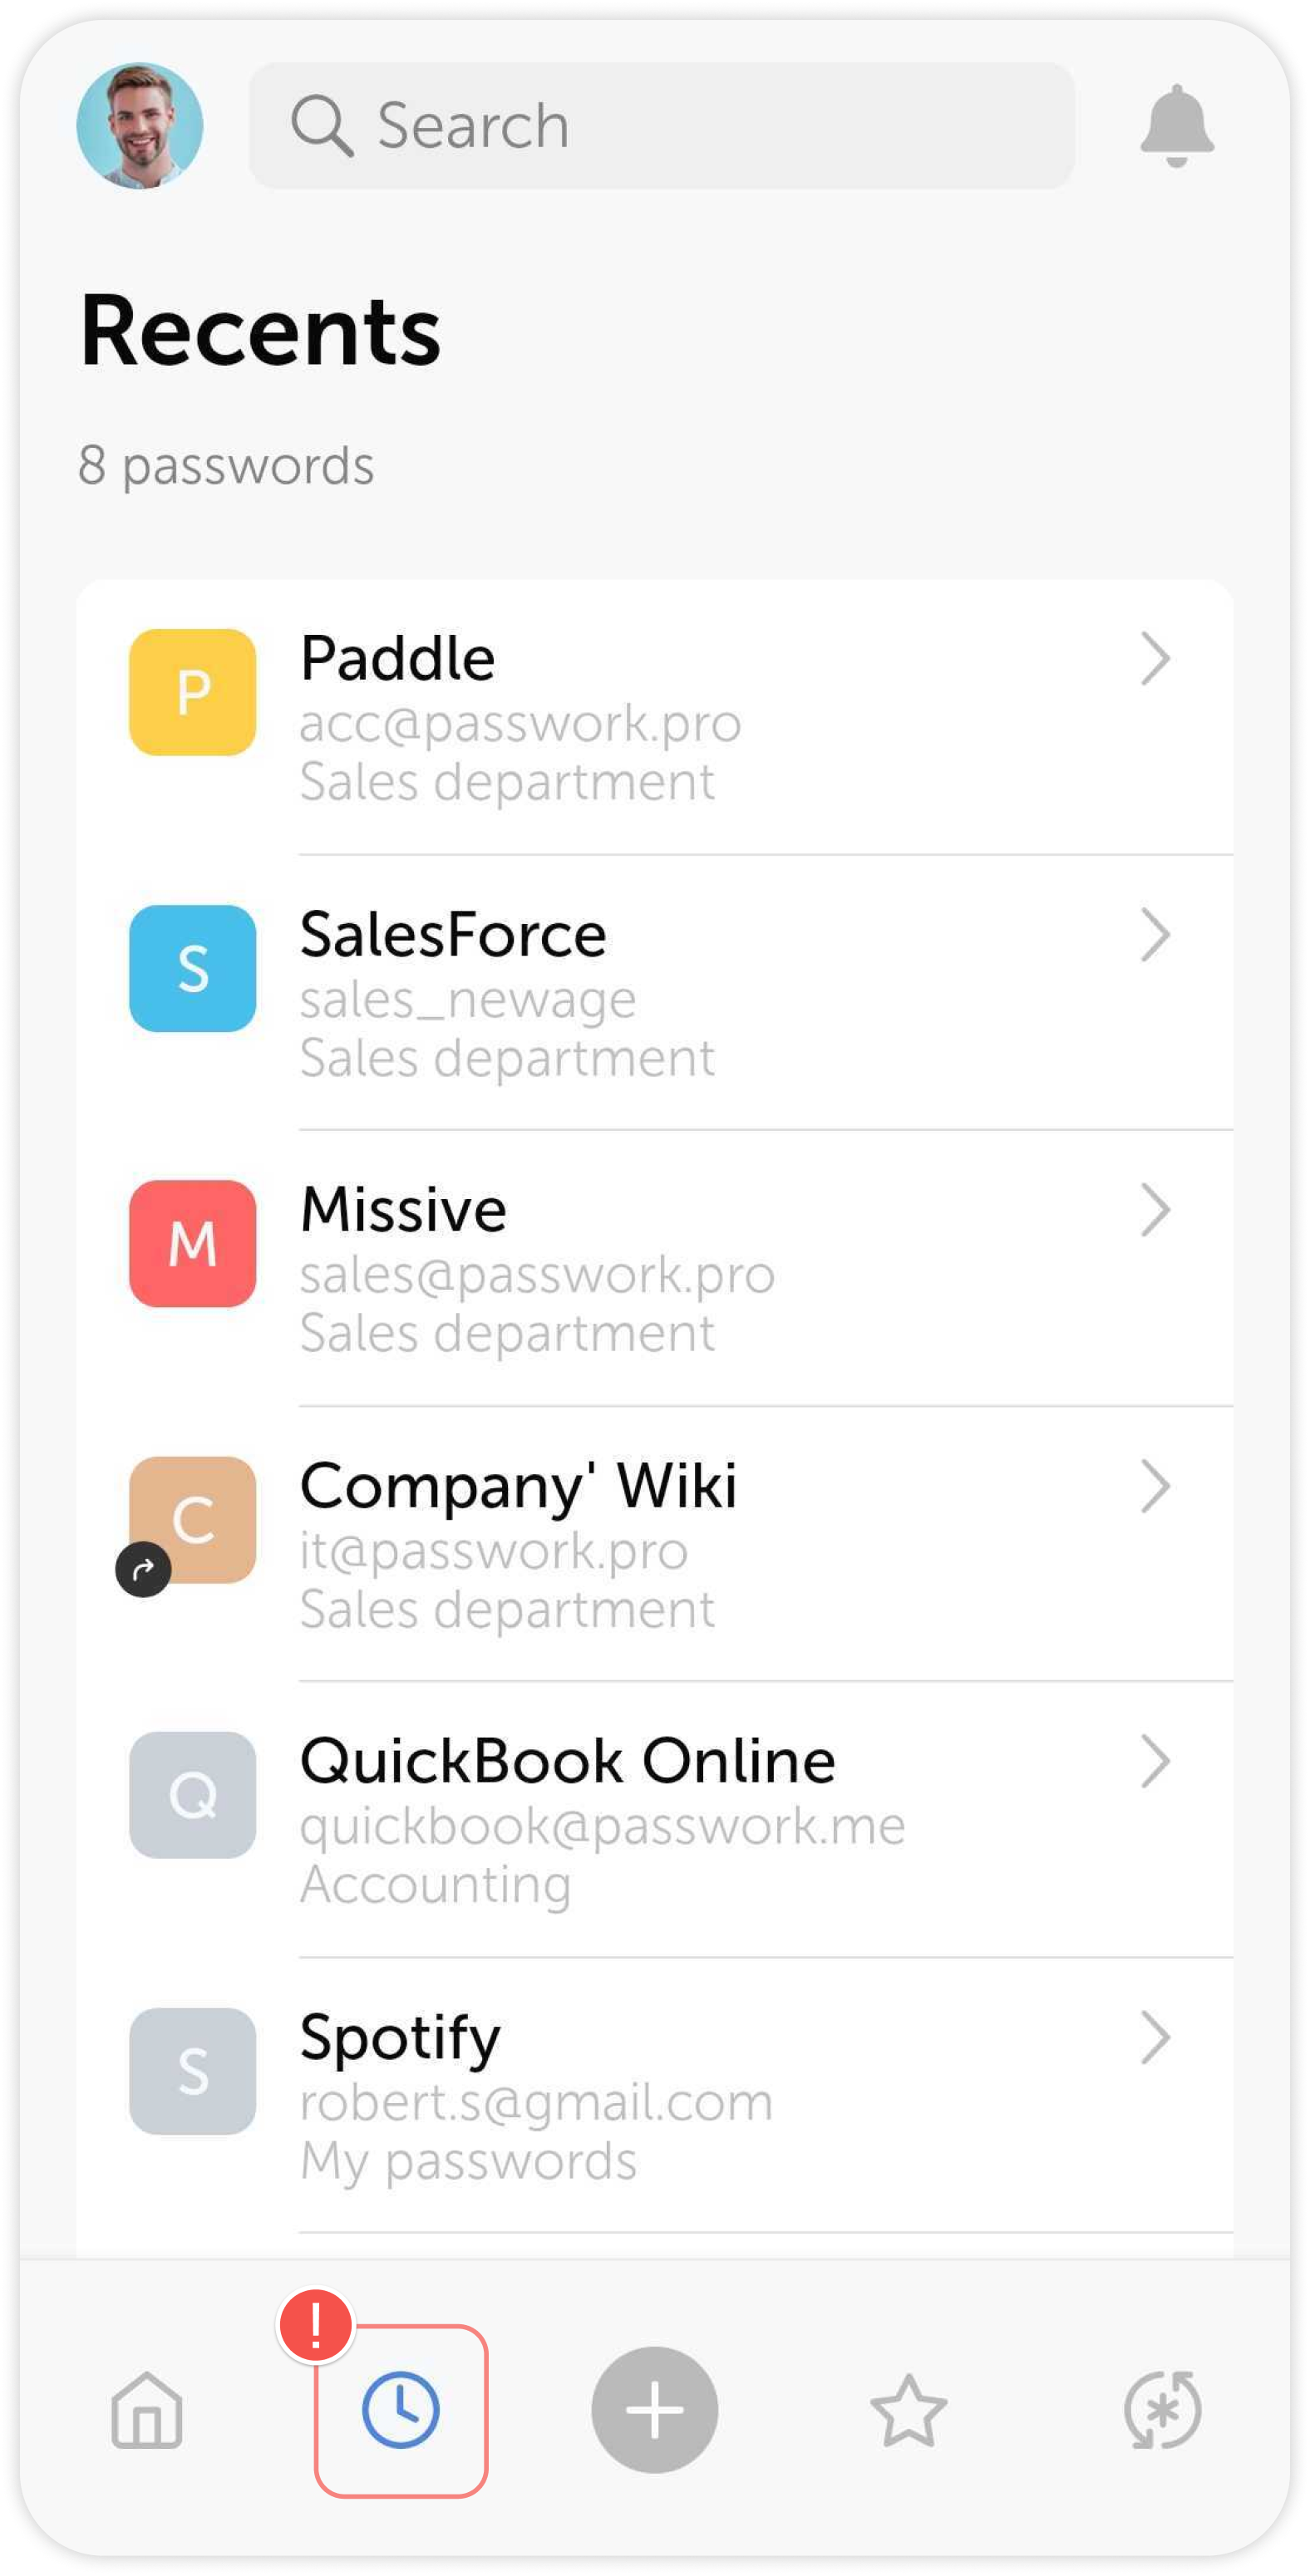 Search
Recents
8 passwords
P
Paddle
acc@passwork.pro
Sales department
S
SalesForce
sales_newage
Sales department
M
Missive
sales@passwork.pro
Sales department
C
Company' Wiki
it@passwork.pro
Sales department
Q
QuickBook Online
quickbook@passwork.me
Accounting
S
Spotify
robert.s@gmail.com
My passwords
!